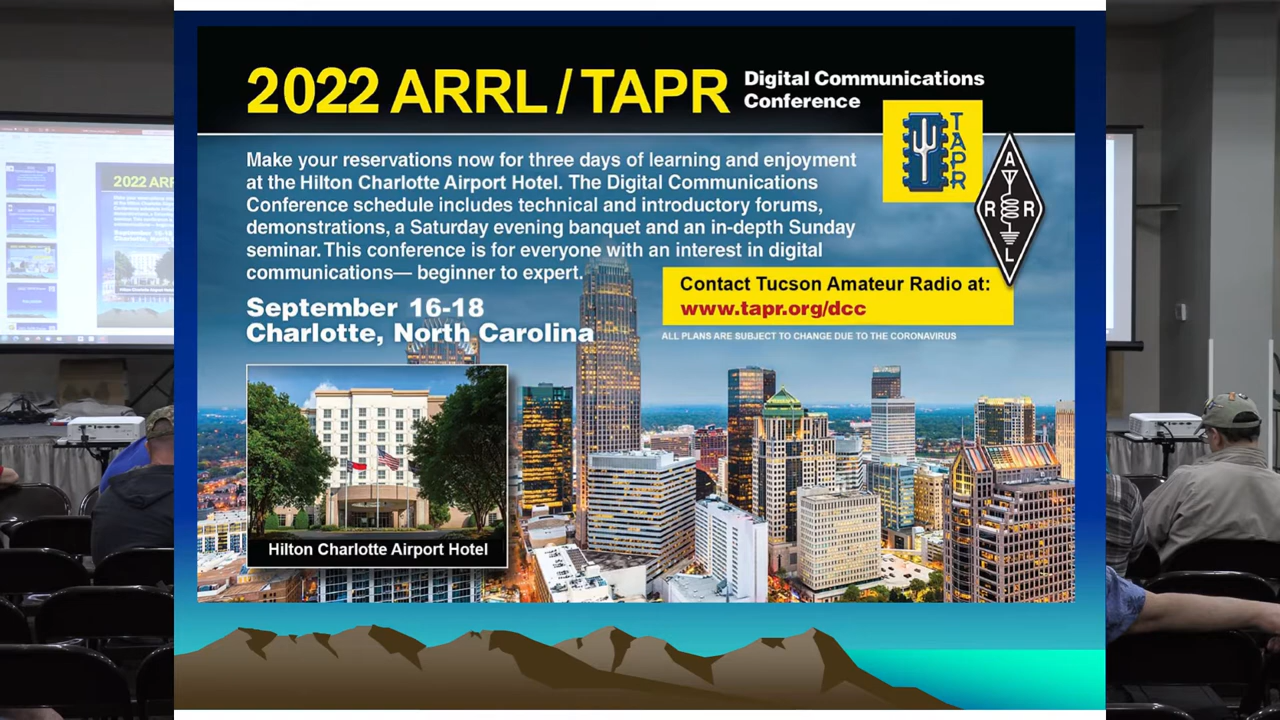 2022 ARRL / TAPR
Digital Communications
Conference
Make your reservations now for three days of learning and enjoyment
at the Hilton Charlotte Airport Hotel. The Digital Communications
Conference schedule includes technical and introductory forums,
demonstrations, a Saturday evening banquet and an in-depth Sunday
seminar. This conference is for everyone with an interest in digital
communications— beginner to expert.
September 16-18
Charlotte, North Carolina
TAPR
A
R R
L
Contact Tucson Amateur Radio at:
www.tapr.org/dcc
ALL PLANS ARE SUBJECT TO CHANGE DUE TO THE CORONAVIRUS
Hilton Charlotte Airport Hotel
2022 ARR